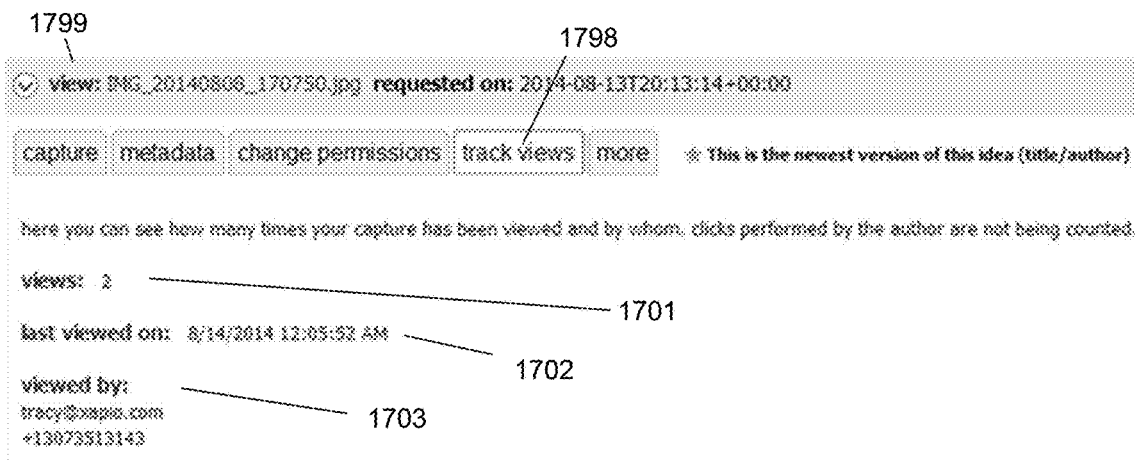 1799
1798
view: IMG_20140808_170750.jpg requested on: 2014-08-13T20:13:14+00:00
capture metadata change permissions track views more ☆ This is the newest version of this idea (title/author)
here you can see how many times your capture has been viewed and by whom. clicks performed by the author are not being counted.
views: 2
1701
last viewed on: 8/14/2014 12:05:52 AM
1702
viewed by:
1703
tracy@xapio.com
+13073513143